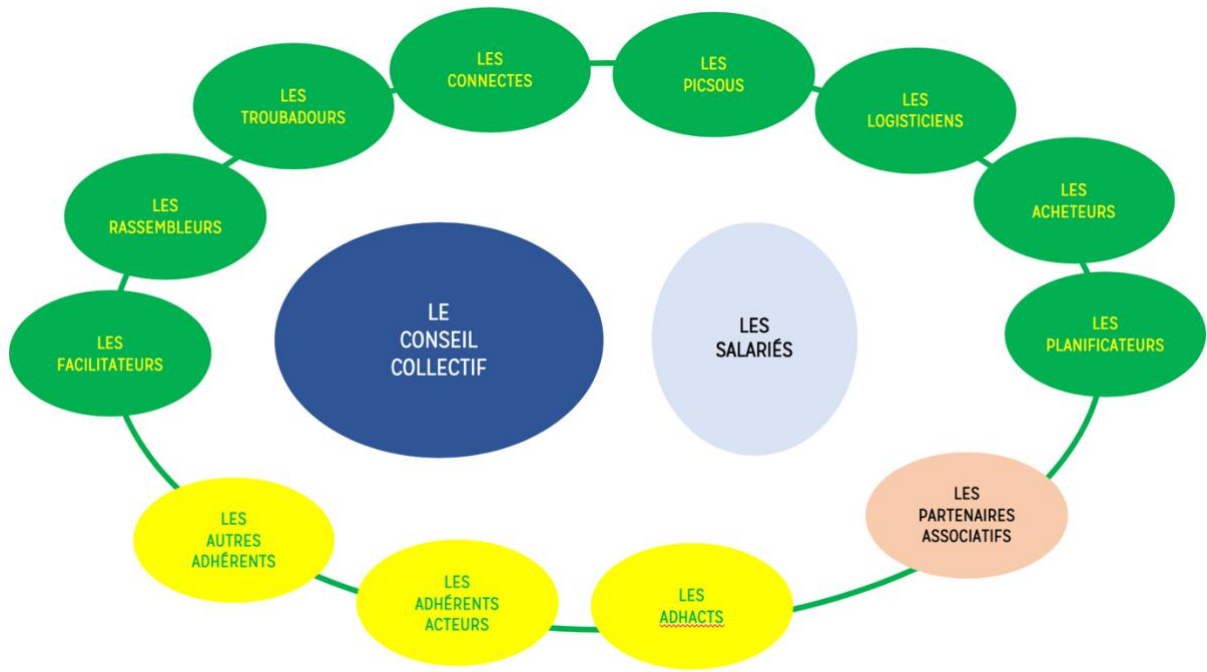 LES
CONNECTES
LES
PICSOUS
LES
TROUBADOURS
LES
LOGISTICIENS
LES
RASSEMBLEURS
LES
ACHETEURS
LES
FACILITATEURS
LE
CONSEIL
COLLECTIF
LES
SALARIÉS
LES
PLANIFICATEURS
LES
AUTRES
ADHÉRENTS
LES
ADHÉRENTS
ACTEURS
LES
ADHACTS
LES
PARTENAIRES
ASSOCIATIFS